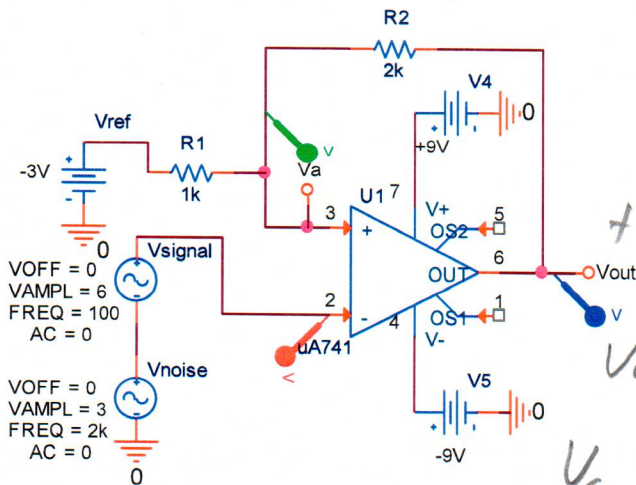 R2
2k
V4
0
+9V
Vref
R1
-3V
1k
0
V
Va
U1
7
3
+
V+
5
OS2
6
OUT
Vout
2
-
OS1
1
4
V-
uA741
V
V
Vsignal
VOFF = 0
VAMPL = 6
FREQ = 100
AC = 0
Vnoise
VOFF = 0
VAMPL = 3
FREQ = 2k
AC = 0
0
V5
0
-9V
+